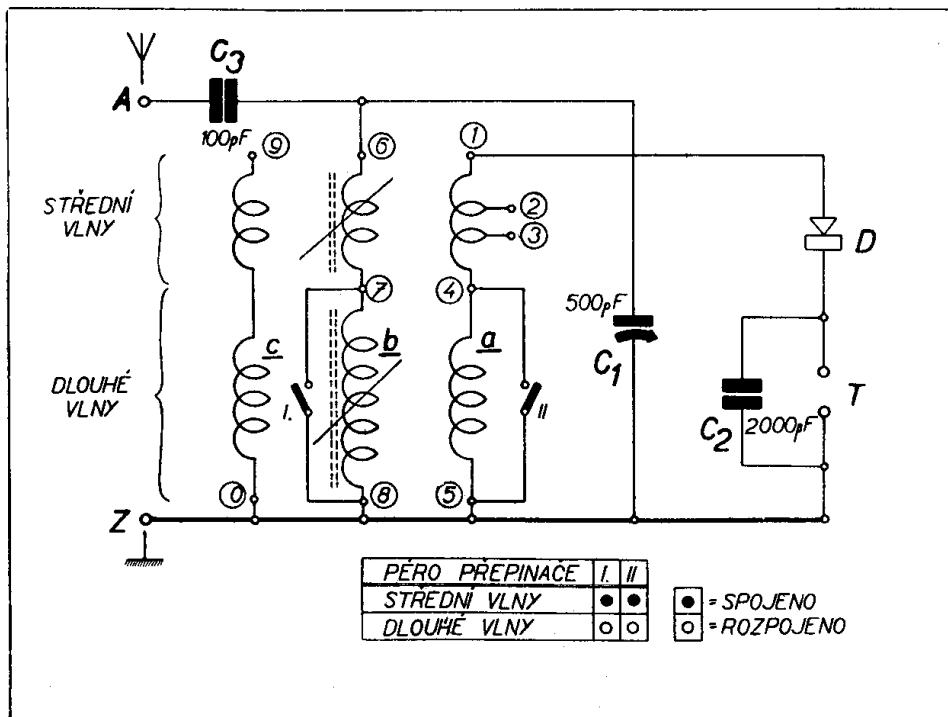 C3
A
100pF
9
6
1
STŘEDNÍ
VLNY
2
3
7
4
D
500pF
c
b
a
C1
DLOUHÉ
VLNY
I.
II
T
C2
2000pF
0
8
5
Z
PÉRO PŘEPINAČE I. II
STŘEDNÍ VLNY
DLOUHÉ VLNY
= SPOJENO
= ROZPOJENO